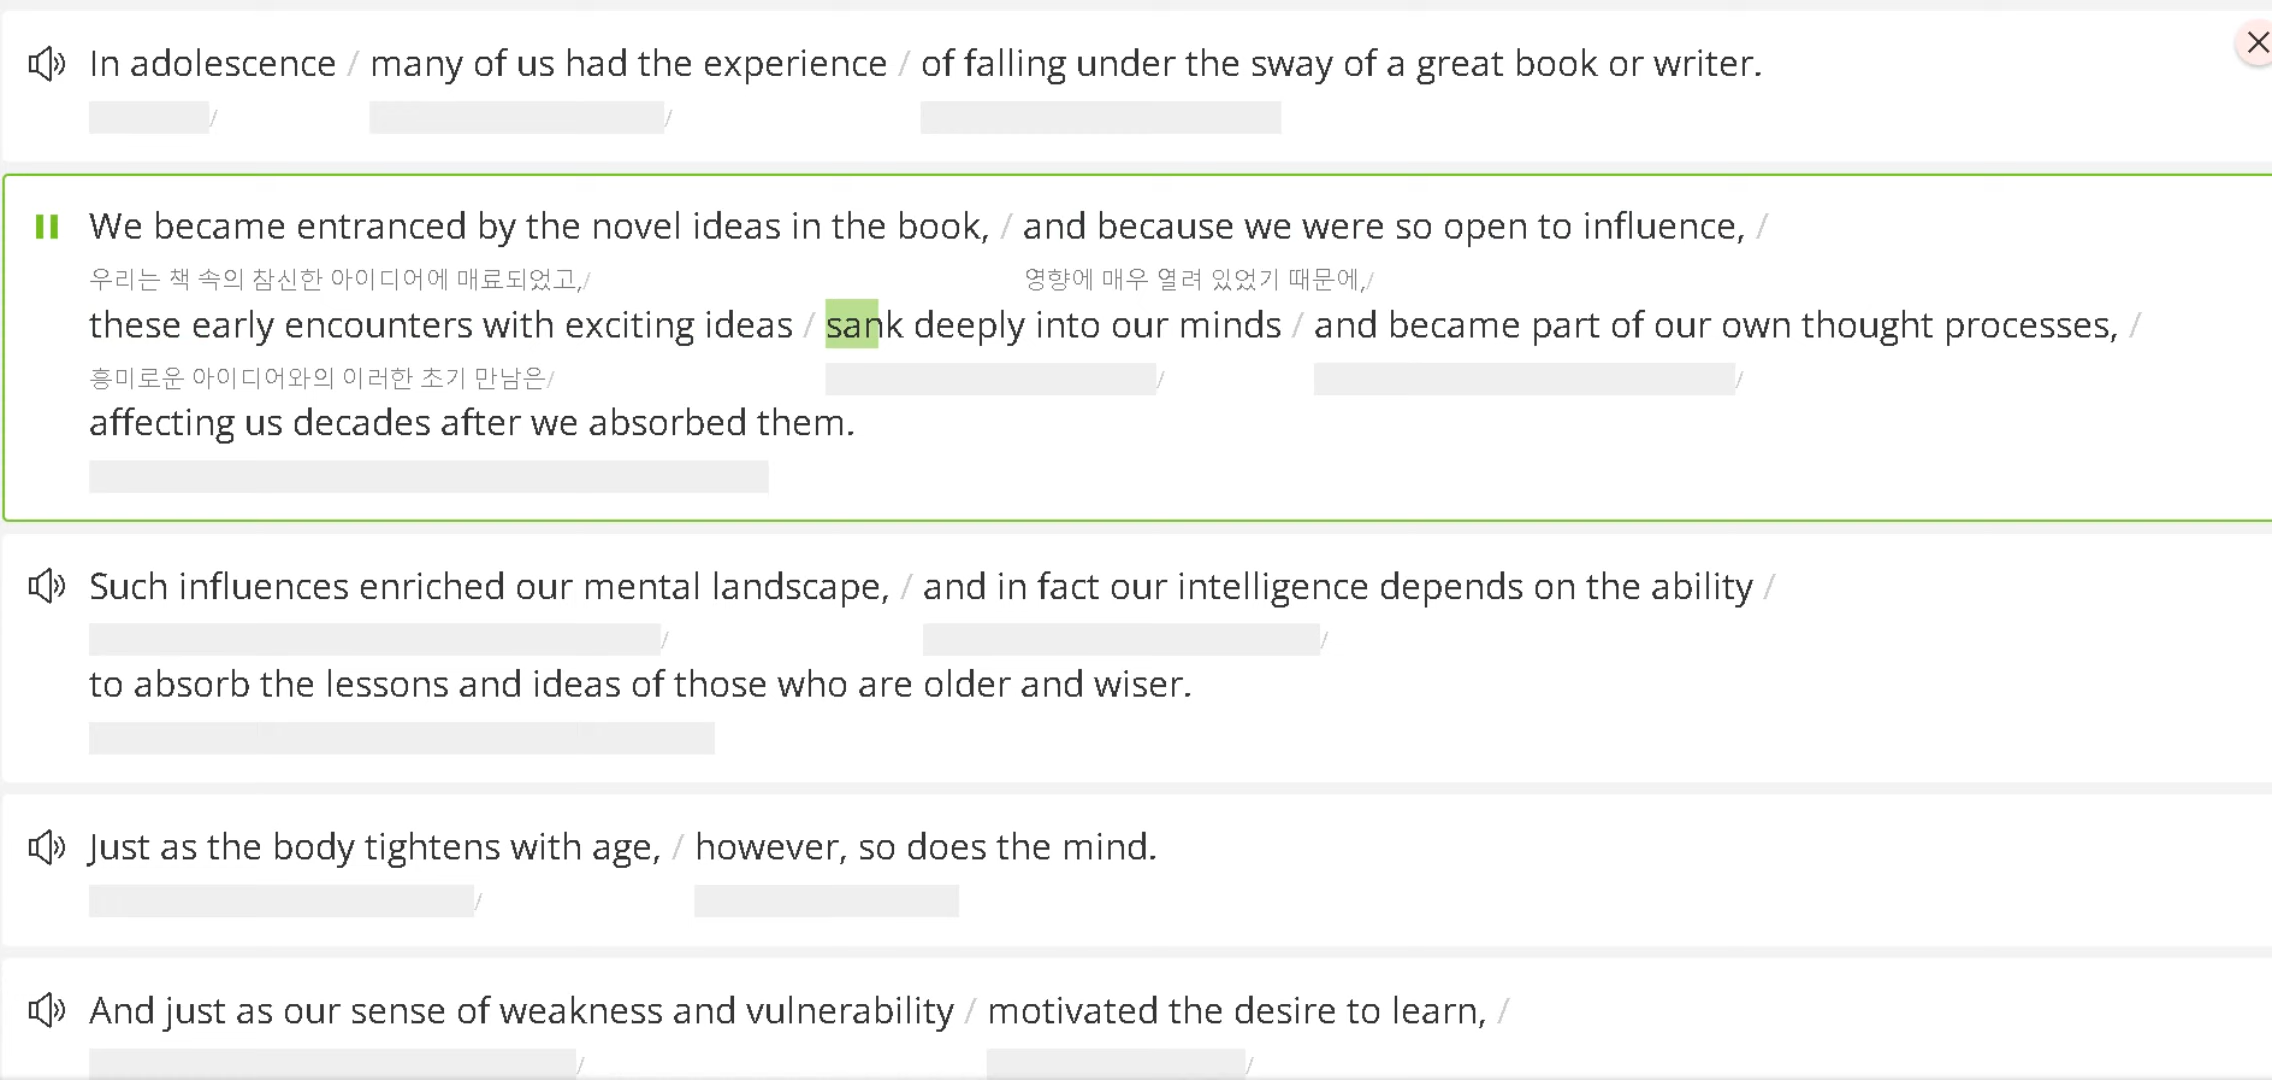 In adolescence / many of us had the experience / of falling under the sway of a great book or writer.
/ /
We became entranced by the novel ideas in the book, / and because we were so open to influence, /
우리는 책 속의 참신한 아이디어에 매료되었고,/ 영향에 매우 열려 있었기 때문에,/
these early encounters with exciting ideas / sank deeply into our minds / and became part of our own thought processes, /
흥미로운 아이디어와의 이러한 초기 만남은/ / /
affecting us decades after we absorbed them.
Such influences enriched our mental landscape, / and in fact our intelligence depends on the ability /
/ /
to absorb the lessons and ideas of those who are older and wiser.
Just as the body tightens with age, / however, so does the mind.
/
And just as our sense of weakness and vulnerability / motivated the desire to learn, /
/ /